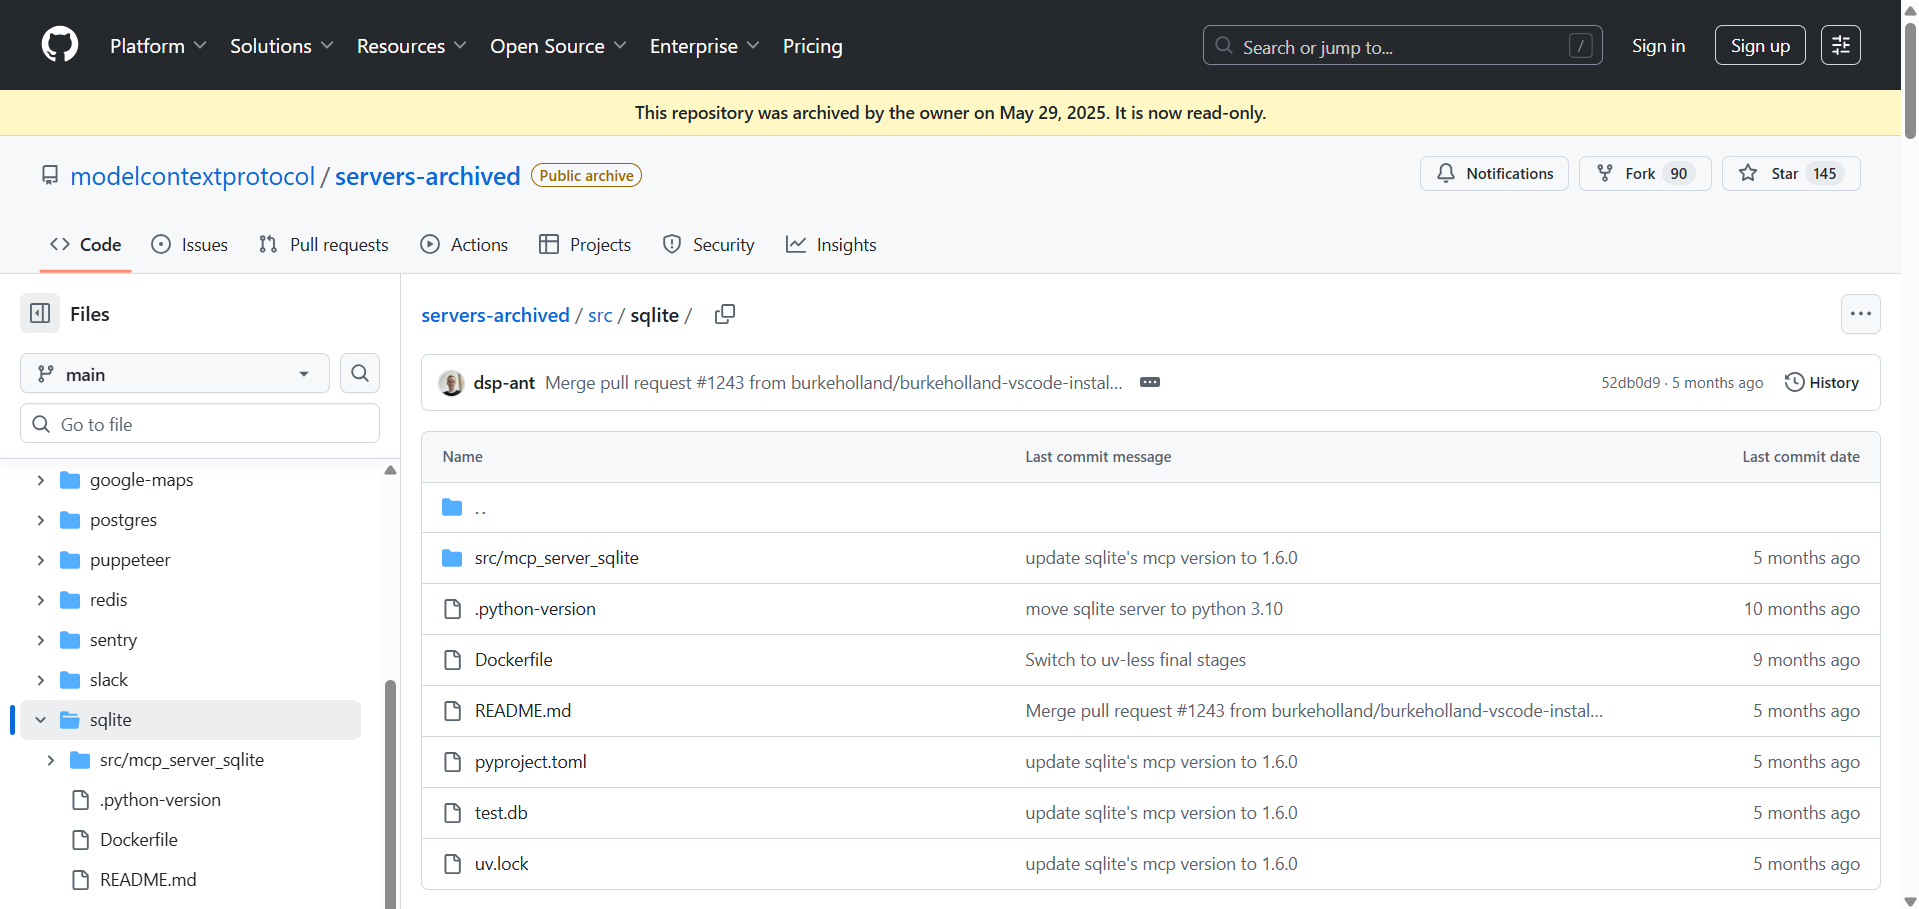 Platform Solutions Resources Open Source Enterprise Pricing Search or jump to... / Sign in Sign up
This repository was archived by the owner on May 29, 2025. It is now read-only.
modelcontextprotocol / servers-archived Public archive Notifications Fork 90 Star 145
Code Issues Pull requests Actions Projects Security Insights
Files
main
Go to file
google-maps
postgres
puppeteer
redis
sentry
slack
sqlite
src/mcp_server_sqlite
.python-version
Dockerfile
README.md
servers-archived / src / sqlite /
dsp-ant Merge pull request #1243 from burkeholland/burkeholland-vscode-instal... 52db0d9 · 5 months ago History
Name Last commit message Last commit date
..
src/mcp_server_sqlite update sqlite's mcp version to 1.6.0 5 months ago
.python-version move sqlite server to python 3.10 10 months ago
Dockerfile Switch to uv-less final stages 9 months ago
README.md Merge pull request #1243 from burkeholland/burkeholland-vscode-instal... 5 months ago
pyproject.toml update sqlite's mcp version to 1.6.0 5 months ago
test.db update sqlite's mcp version to 1.6.0 5 months ago
uv.lock update sqlite's mcp version to 1.6.0 5 months ago